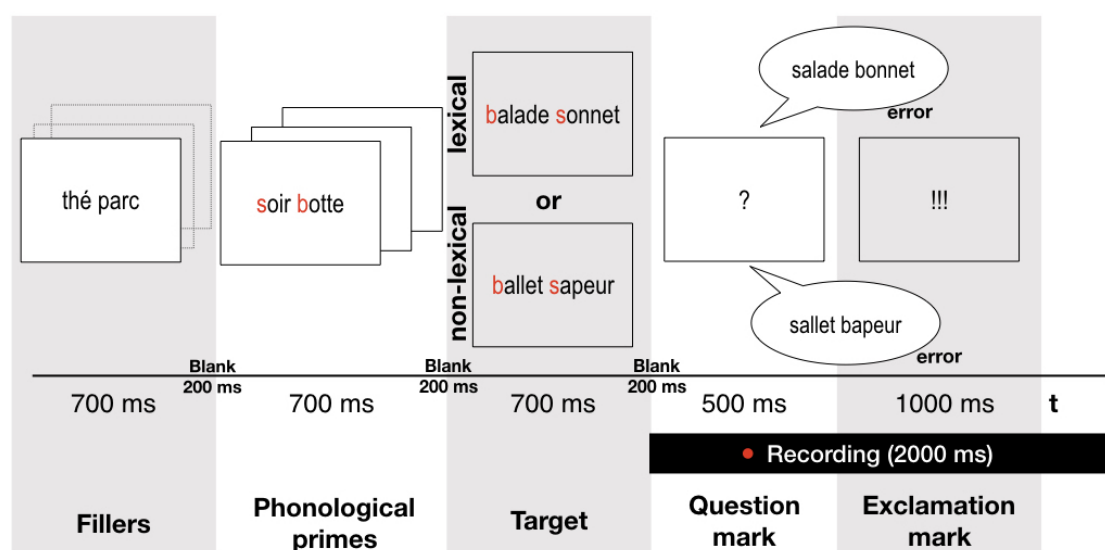 thé parc
soir botte
lexical
balade sonnet
or
non-lexical
ballet sapeur
salade bonnet
error
?
!!!
sallet bapeur
error
Blank
200 ms
Blank
200 ms
Blank
200 ms
700 ms
700 ms
700 ms
500 ms
1000 ms
t
Recording (2000 ms)
Fillers
Phonological
primes
Target
Question
mark
Exclamation
mark